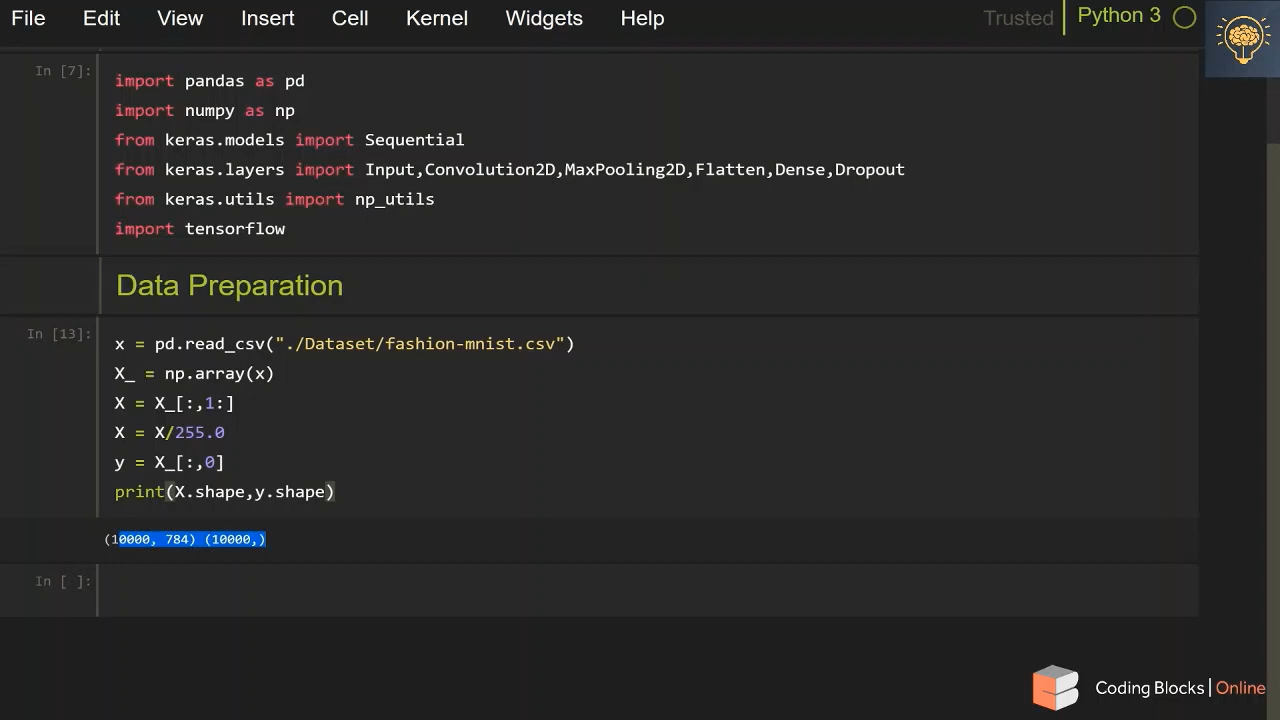 File Edit View Insert Cell Kernel Widgets Help Trusted Python 3
In [7]:
import pandas as pd
import numpy as np
from keras.models import Sequential
from keras.layers import Input,Convolution2D,MaxPooling2D,Flatten,Dense,Dropout
from keras.utils import np_utils
import tensorflow
Data Preparation
In [13]:
x = pd.read_csv("./Dataset/fashion-mnist.csv")
X_ = np.array(x)
X = X_[:,1:]
X = X/255.0
y = X_[:,0]
print(X.shape,y.shape)
(10000, 784) (10000,)
In [ ]:
Coding Blocks | Online